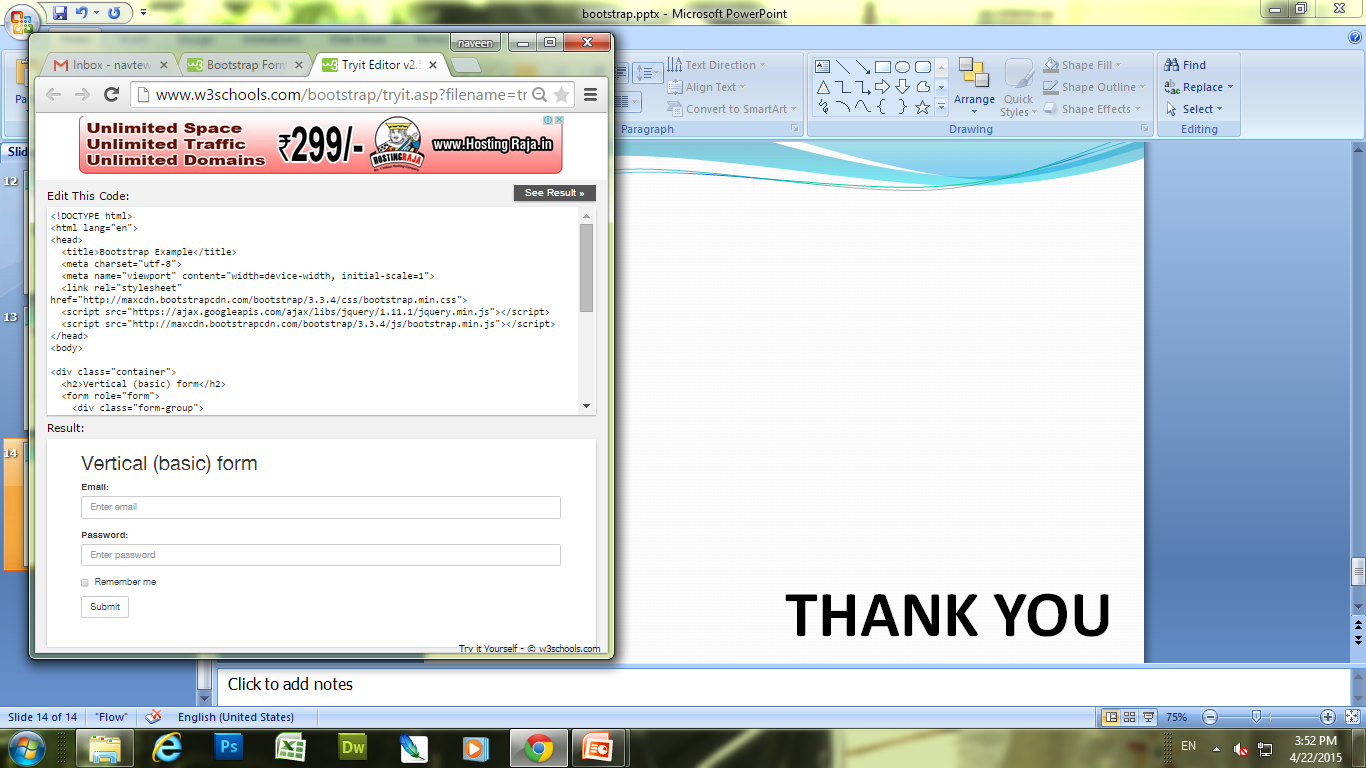 bootstrap.pptx - Microsoft PowerPoint
naveen
Inbox - navtew
Bootstrap Form
Tryit Editor v2.
www.w3schools.com/bootstrap/tryit.asp?filename=tr
Text Direction
Align Text
Convert to SmartArt
Paragraph
Arrange
Quick
Styles
Shape Fill
Shape Outline
Shape Effects
Drawing
Find
Replace
Select
Editing
Unlimited Space
Unlimited Traffic
Unlimited Domains
₹299/-
HOSTING RAJA
www.Hosting Raja.in
Edit This Code:
See Result »
<!DOCTYPE html>
<html lang="en">
<head>
<title>Bootstrap Example</title>
<meta charset="utf-8">
<meta name="viewport" content="width=device-width, initial-scale=1">
<link rel="stylesheet"
href="http://maxcdn.bootstrapcdn.com/bootstrap/3.3.4/css/bootstrap.min.css">
<script src="https://ajax.googleapis.com/ajax/libs/jquery/1.11.1/jquery.min.js"></script>
<script src="http://maxcdn.bootstrapcdn.com/bootstrap/3.3.4/js/bootstrap.min.js"></script>
</head>
<body>
<div class="container">
<h2>Vertical (basic) form</h2>
<form role="form">
<div class="form-group">
Result:
Vertical (basic) form
Email:
Enter email
Password:
Enter password
Remember me
Submit
Try it Yourself - © w3schools.com
Slid
12
13
14
THANK YOU
Click to add notes
Slide 14 of 14
"Flow"
English (United States)
75%
Ps
Dw
EN
3:52 PM
4/22/2015